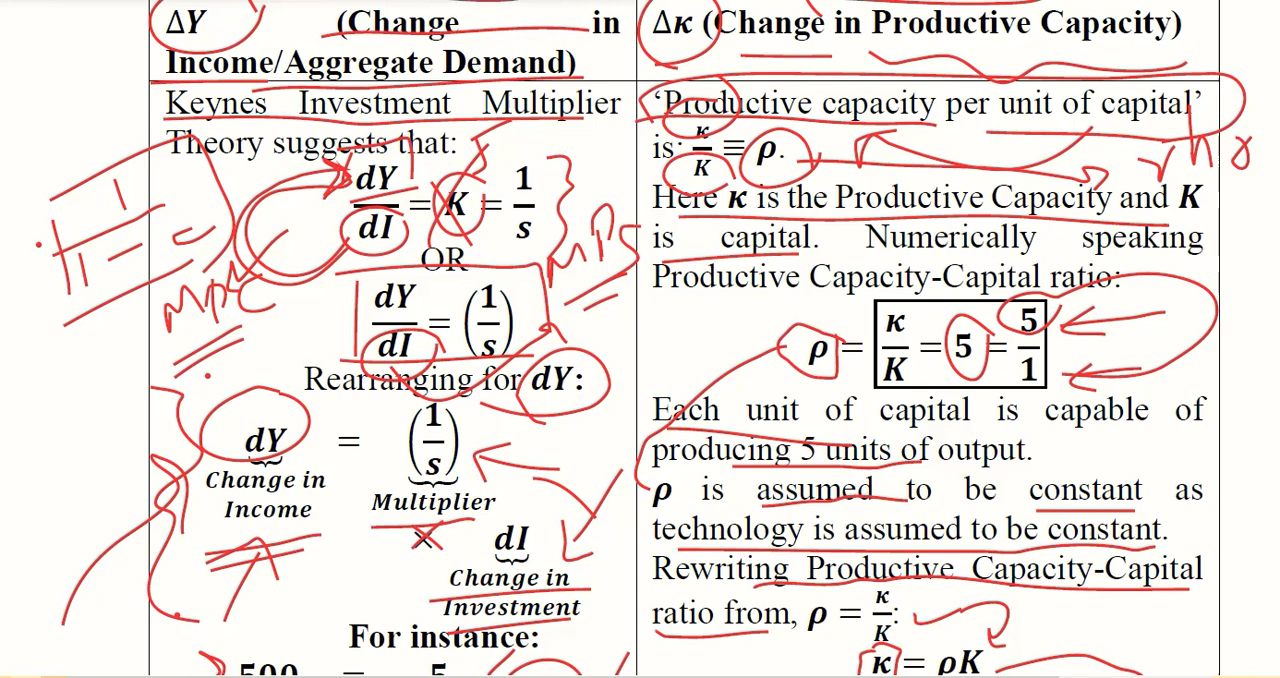 ΔY (Change in
Income/Aggregate Demand)
Keynes Investment Multiplier
Theory suggests that:
dY/dI = K = 1/s
OR
dY/dI = (1/s)
Rearranging for dY:
dY = (1/s)
Change in
Income
Multiplier
× dI
Change in
Investment
For instance:
500 = 5
MPC
MPS
Δκ (Change in Productive Capacity)
‘Productive capacity per unit of capital’
is: κ/K ≡ ρ.
Here κ is the Productive Capacity and K
is capital. Numerically speaking
Productive Capacity-Capital ratio:
ρ = κ/K = 5 = 5/1
Each unit of capital is capable of
producing 5 units of output.
ρ is assumed to be constant as
technology is assumed to be constant.
Rewriting Productive Capacity-Capital
ratio from, ρ = κ/K:
κ = ρK